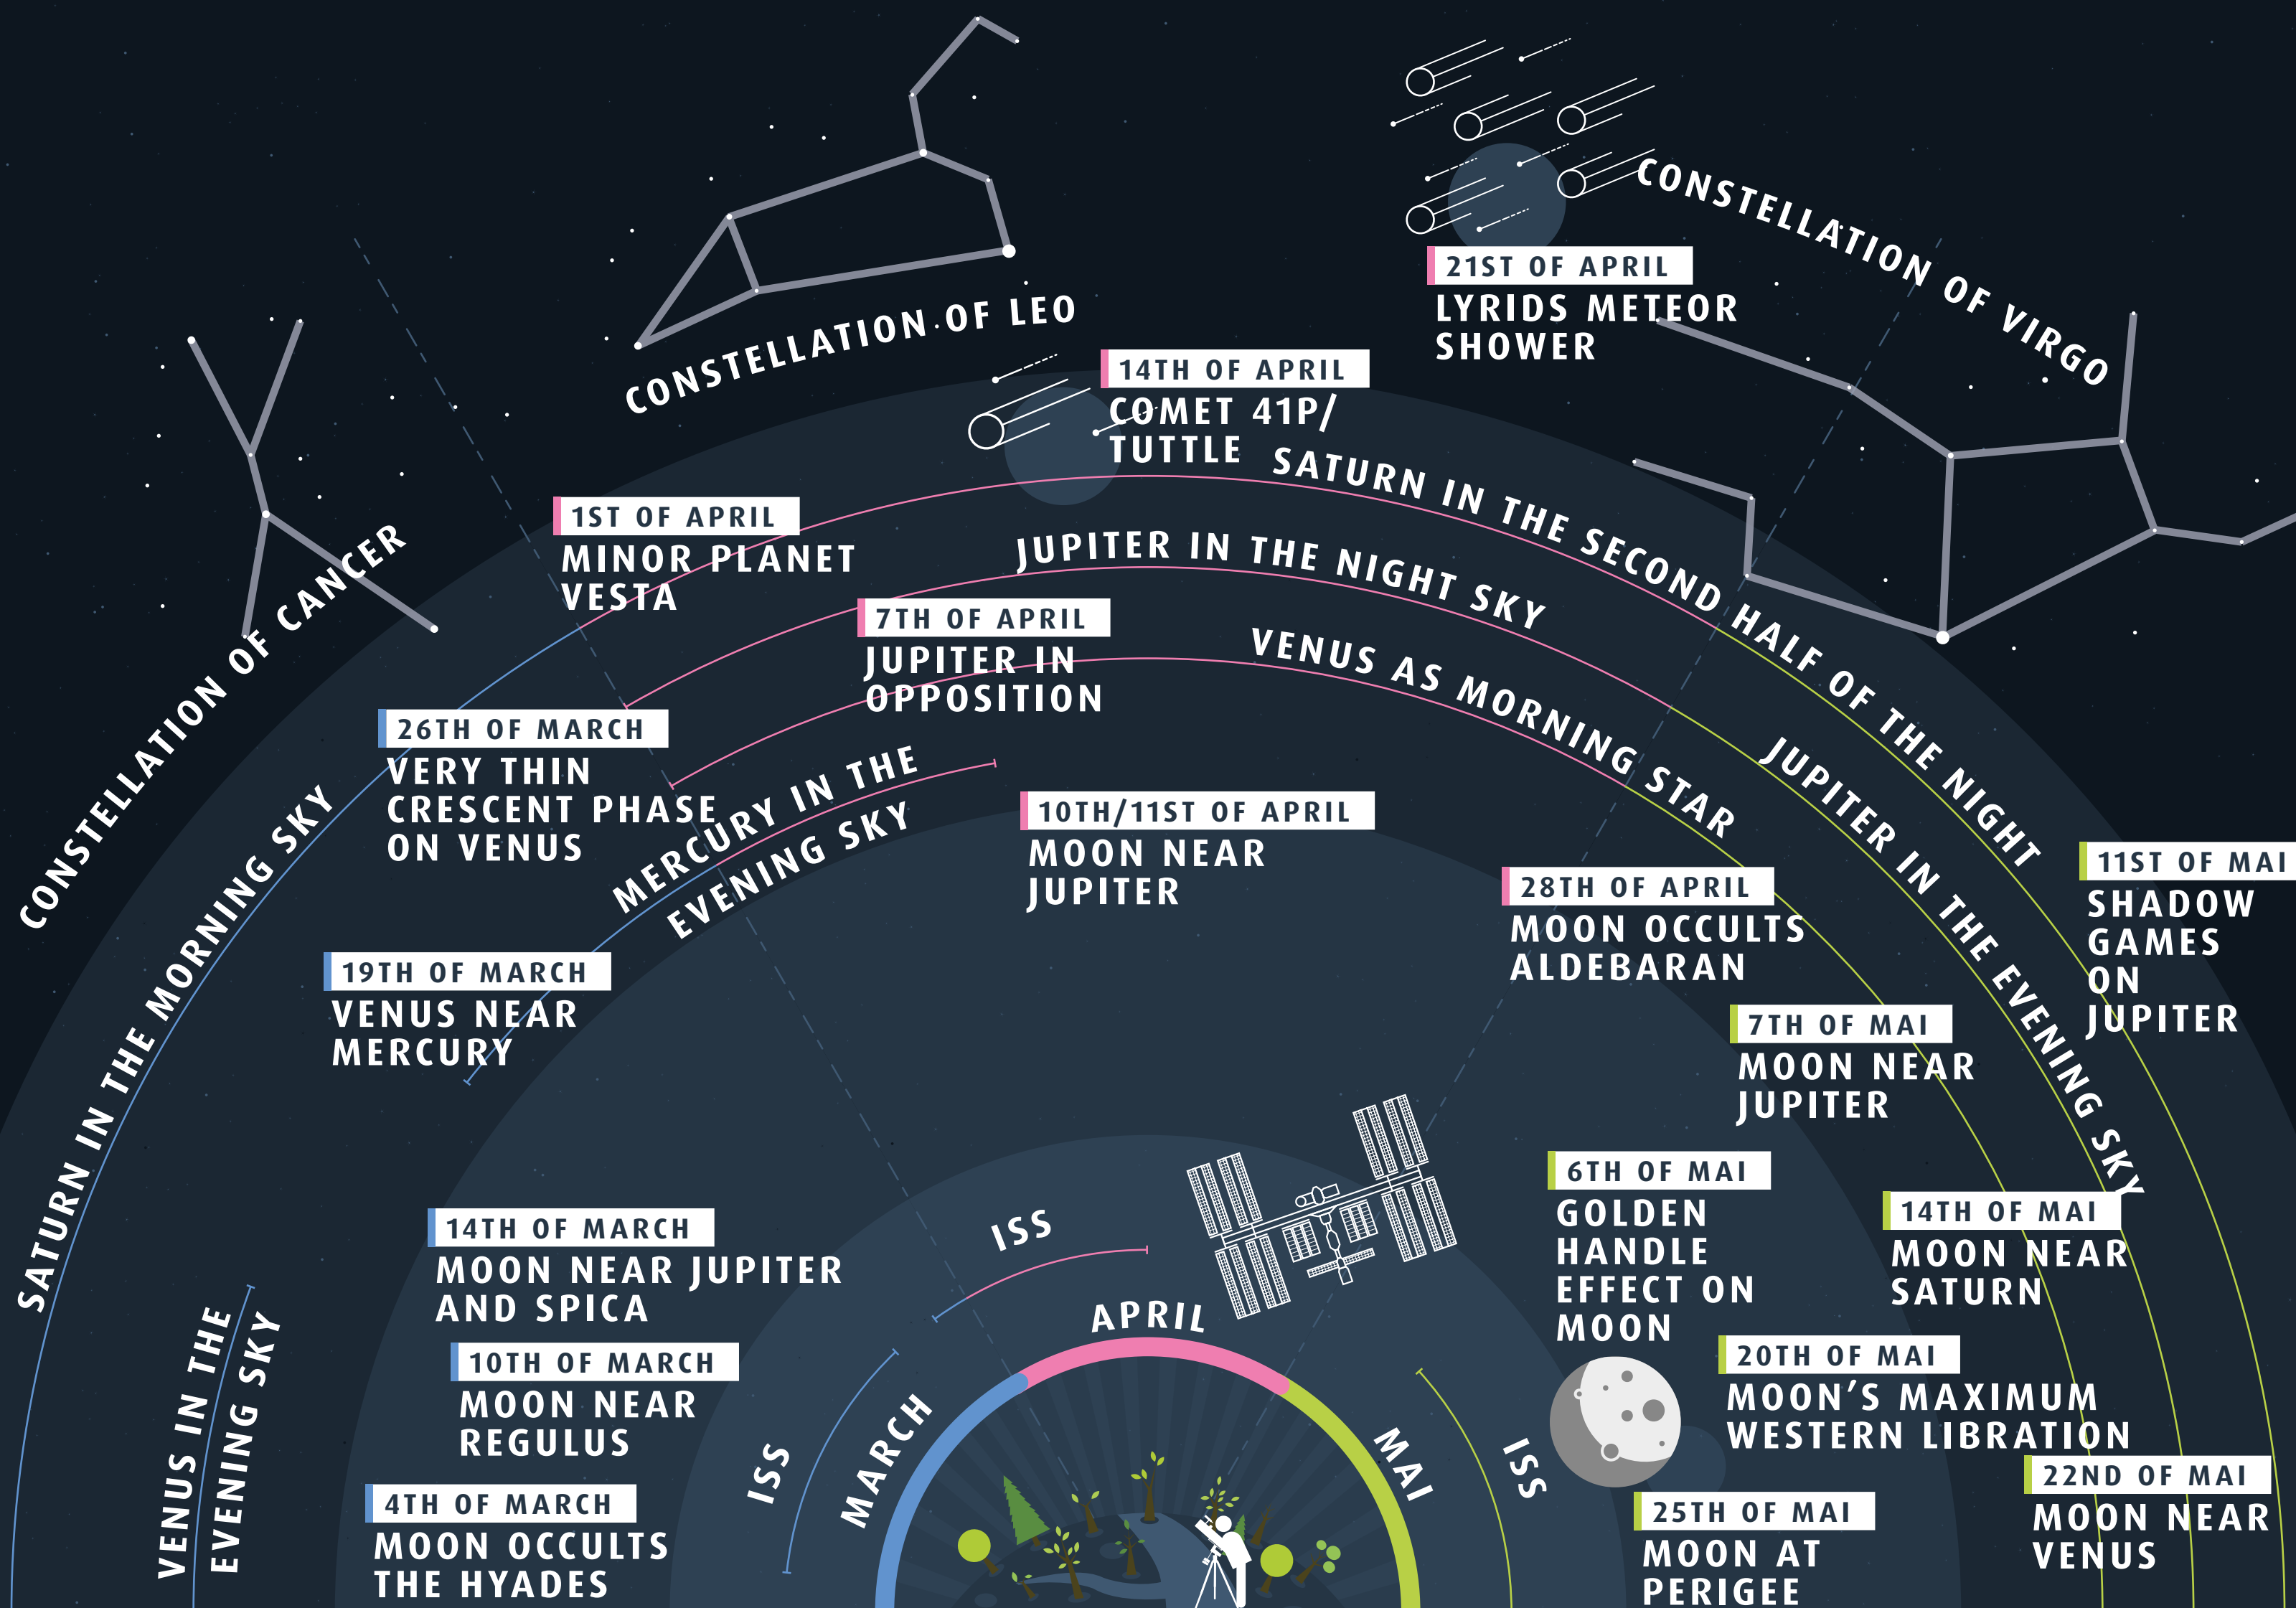 CONSTELLATION OF LEO
CONSTELLATION OF VIRGO
CONSTELLATION OF CANCER
21ST OF APRIL
LYRIDS METEOR
SHOWER
14TH OF APRIL
COMET 41P/
TUTTLE
SATURN IN THE SECOND HALF OF THE NIGHT
1ST OF APRIL
MINOR PLANET
VESTA
JUPITER IN THE NIGHT SKY
7TH OF APRIL
JUPITER IN
OPPOSITION
VENUS AS MORNING STAR
26TH OF MARCH
VERY THIN
CRESCENT PHASE
ON VENUS
MERCURY IN THE
EVENING SKY
10TH/11ST OF APRIL
MOON NEAR
JUPITER
JUPITER IN THE EVENING SKY
11ST OF MAI
SHADOW
GAMES
ON
JUPITER
28TH OF APRIL
MOON OCCULTS
ALDEBARAN
SATURN IN THE MORNING SKY
19TH OF MARCH
VENUS NEAR
MERCURY
7TH OF MAI
MOON NEAR
JUPITER
6TH OF MAI
GOLDEN
HANDLE
EFFECT ON
MOON
14TH OF MAI
MOON NEAR
SATURN
14TH OF MARCH
MOON NEAR JUPITER
AND SPICA
ISS
APRIL
VENUS IN THE
EVENING SKY
10TH OF MARCH
MOON NEAR
REGULUS
20TH OF MAI
MOON'S MAXIMUM
WESTERN LIBRATION
ISS
MARCH
MAI
ISS
4TH OF MARCH
MOON OCCULTS
THE HYADES
22ND OF MAI
MOON NEAR
VENUS
25TH OF MAI
MOON AT
PERIGEE